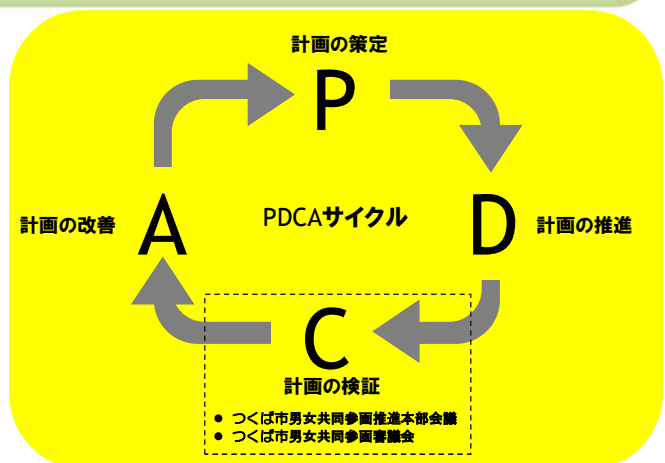 計画の策定
P
計画の改善 A PDCAサイクル D 計画の推進
C
計画の検証
● つくば市男女共同参画推進本部会議
● つくば市男女共同参画審議会